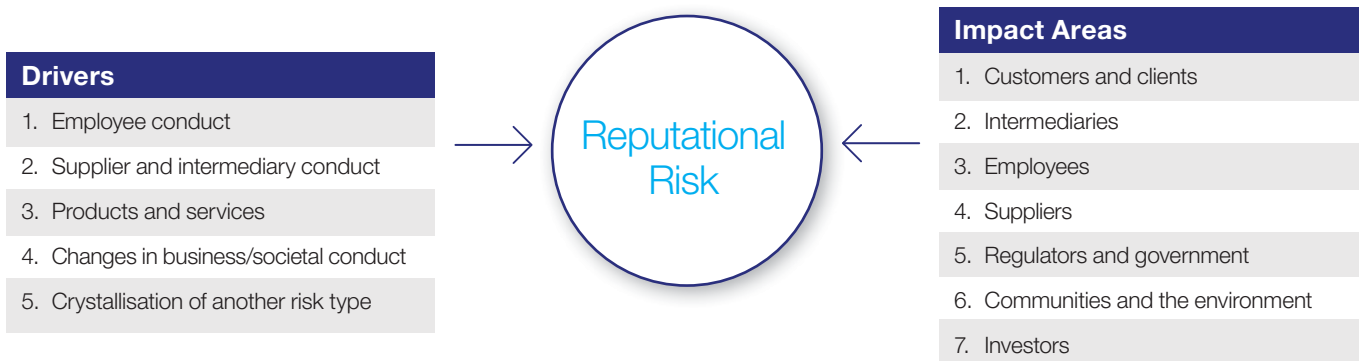 Drivers
1. Employee conduct
2. Supplier and intermediary conduct
3. Products and services
4. Changes in business/societal conduct
5. Crystallisation of another risk type
Reputational
Risk
Impact Areas
1. Customers and clients
2. Intermediaries
3. Employees
4. Suppliers
5. Regulators and government
6. Communities and the environment
7. Investors